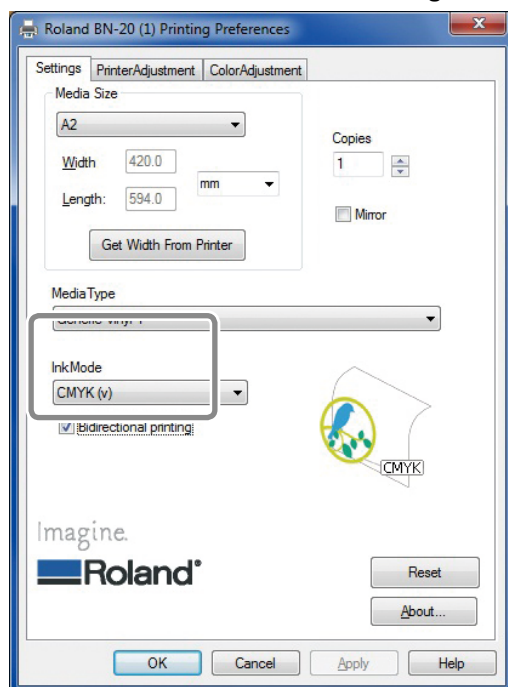 Roland BN-20 (1) Printing Preferences
X
Settings PrinterAdjustment ColorAdjustment
Media Size
A2
Copies
Width 420.0
1
mm
Length: 594.0
Mirror
Get Width From Printer
MediaType
InkMode
CMYK (v)
Bidirectional printing
CMYK
Imagine.
Roland®
Reset
About...
OK Cancel Apply Help